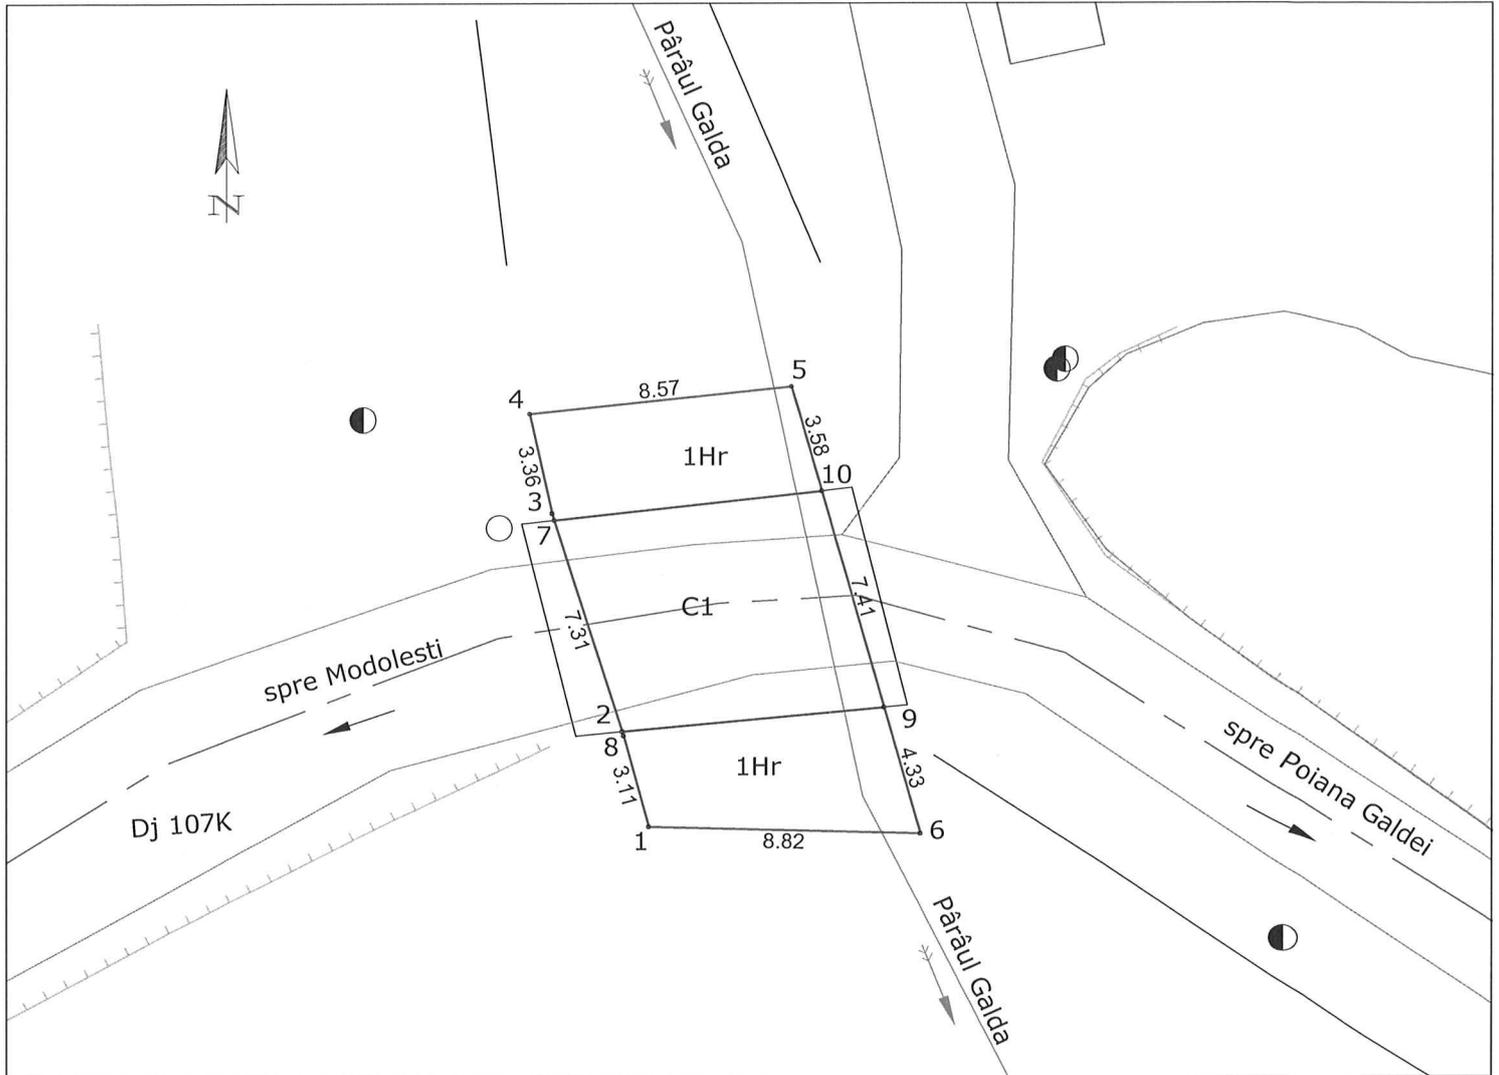 Pârâul Galda
N
5
4
8.57
3.58
1Hr
3.36
10
3
7
C1
7.41
7.31
spre Modolesti
2
9
8
spre Poiana Galdei
1Hr
4.33
3.11
Dj 107K
1
8.82
6
Pârâul Galda